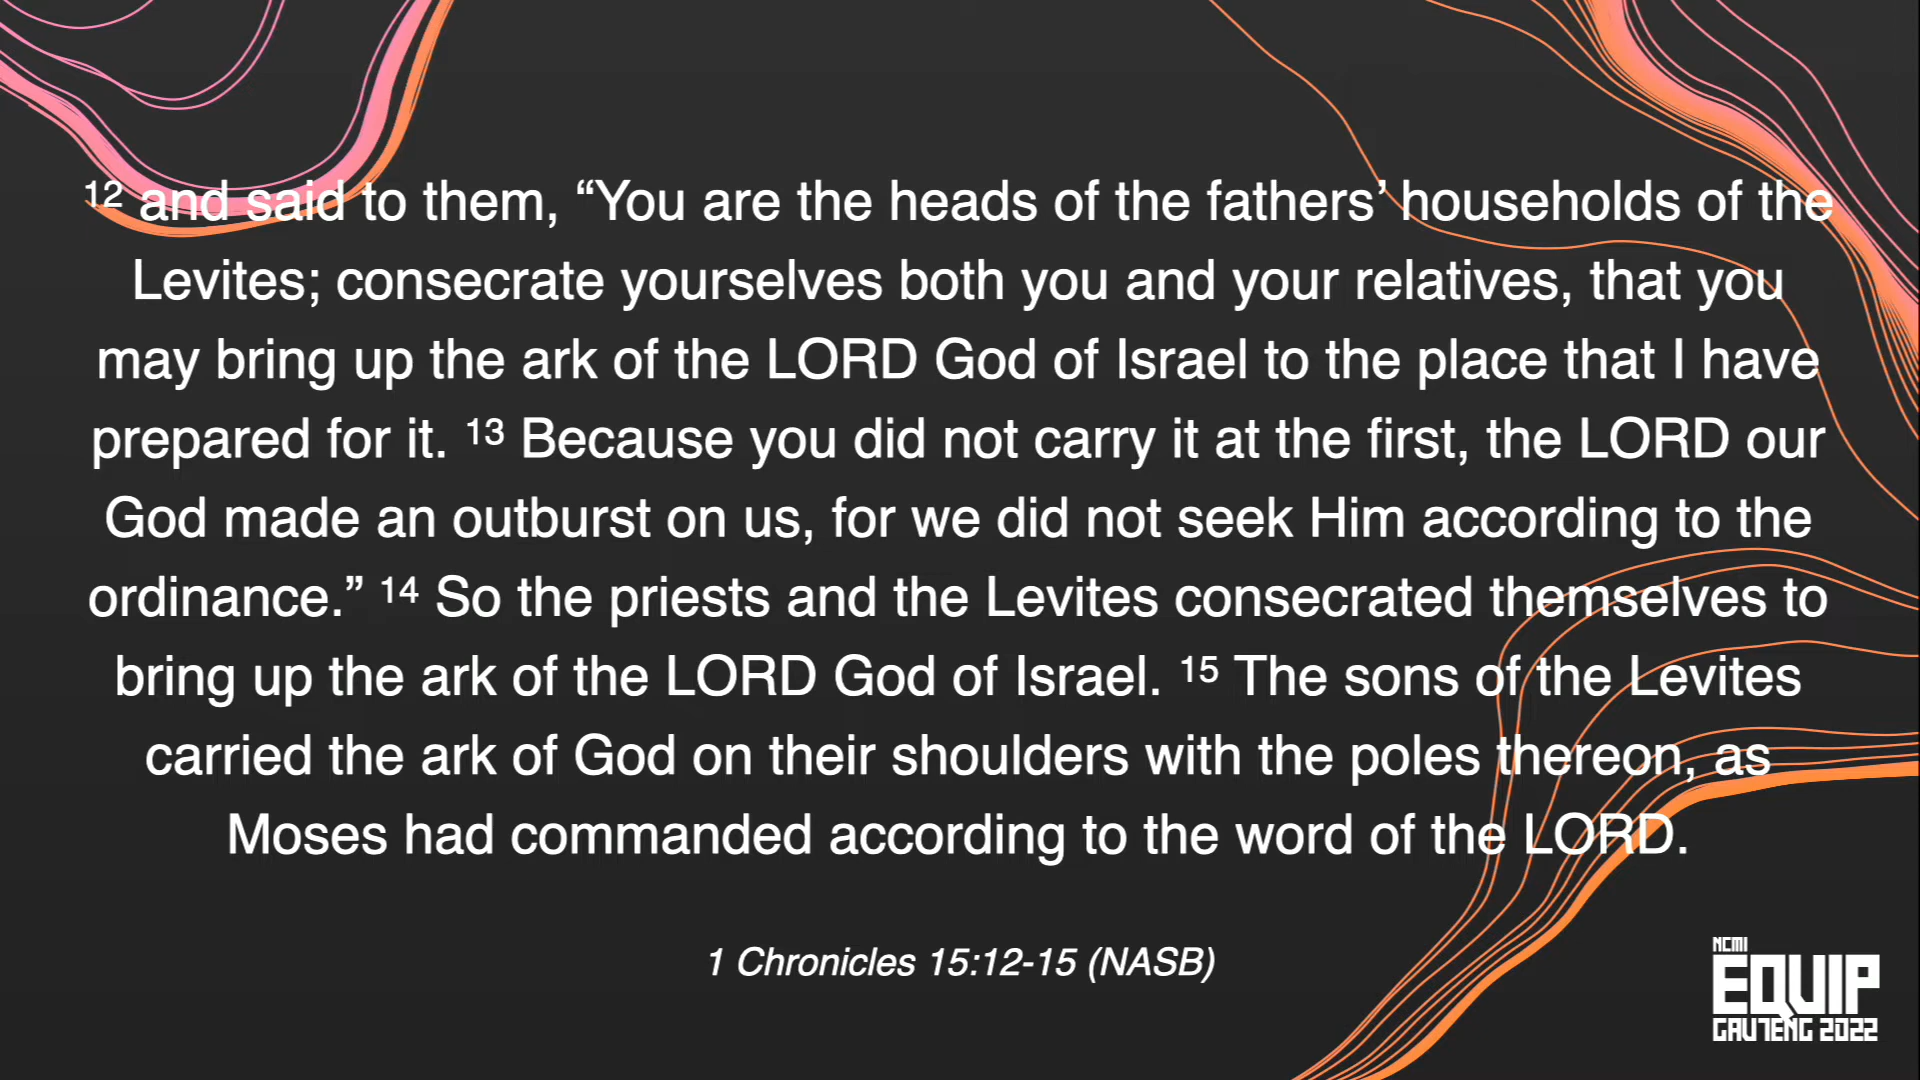 12 and said to them, “You are the heads of the fathers’ households of the
Levites; consecrate yourselves both you and your relatives, that you
may bring up the ark of the LORD God of Israel to the place that I have
prepared for it. 13 Because you did not carry it at the first, the LORD our
God made an outburst on us, for we did not seek Him according to the
ordinance.” 14 So the priests and the Levites consecrated themselves to
bring up the ark of the LORD God of Israel. 15 The sons of the Levites
carried the ark of God on their shoulders with the poles thereon, as
Moses had commanded according to the word of the LORD.
1 Chronicles 15:12-15 (NASB)
NCMI
EQUIP
GAUTENG 2022